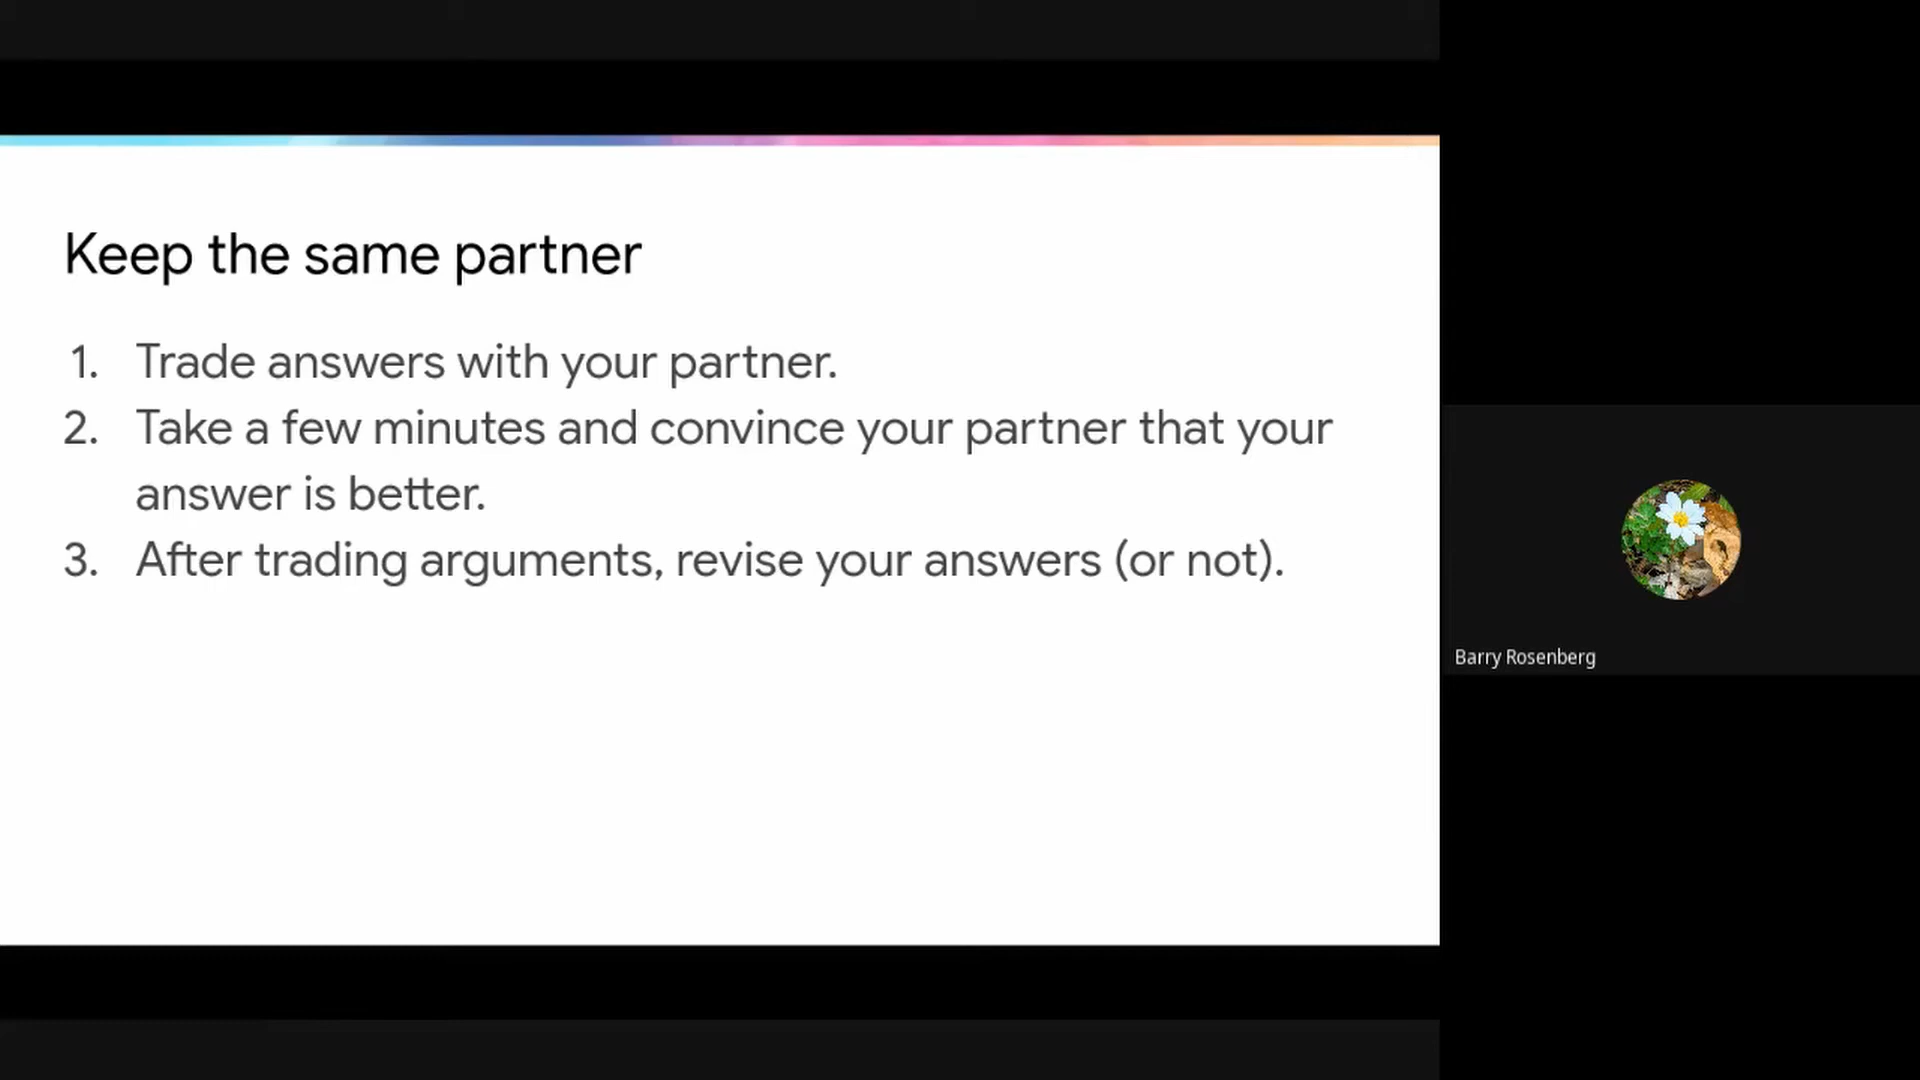 Keep the same partner
1. Trade answers with your partner.
2. Take a few minutes and convince your partner that your
answer is better.
3. After trading arguments, revise your answers (or not).
Barry Rosenberg